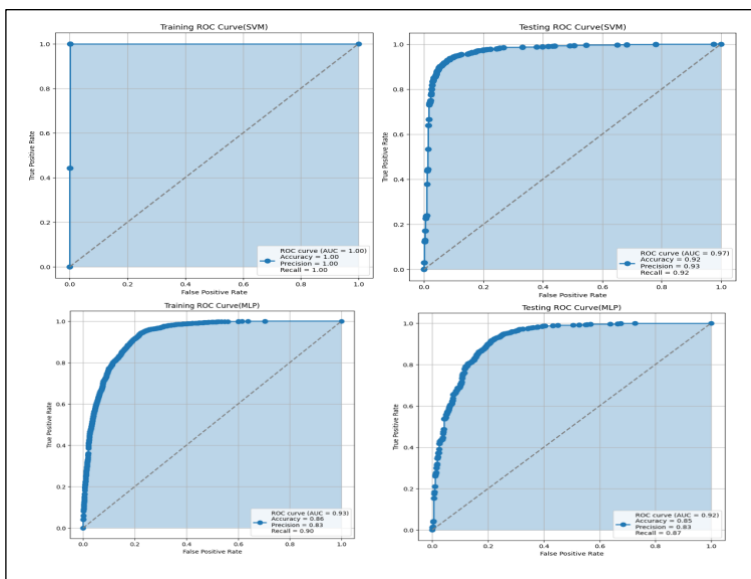 Training ROC Curve(SVM)
1.0
0.8
0.6
0.4
0.2
0.0
True Positive Rate
ROC curve (AUC = 1.00)
Accuracy = 1.00
Precision = 1.00
Recall = 1.00
0.0 0.2 0.4 0.6 0.8 1.0
False Positive Rate
Testing ROC Curve(SVM)
1.0
0.8
0.6
0.4
0.2
0.0
True Positive Rate
ROC curve (AUC = 0.97)
Accuracy = 0.92
Precision = 0.93
Recall = 0.92
0.0 0.2 0.4 0.6 0.8 1.0
False Positive Rate
Training ROC Curve(MLP)
1.0
0.8
0.6
0.4
0.2
0.0
True Positive Rate
ROC curve (AUC = 0.93)
Accuracy = 0.86
Precision = 0.83
Recall = 0.90
0.0 0.2 0.4 0.6 0.8 1.0
False Positive Rate
Testing ROC Curve(MLP)
1.0
0.8
0.6
0.4
0.2
0.0
True Positive Rate
ROC curve (AUC = 0.92)
Accuracy = 0.85
Precision = 0.83
Recall = 0.87
0.0 0.2 0.4 0.6 0.8 1.0
False Positive Rate